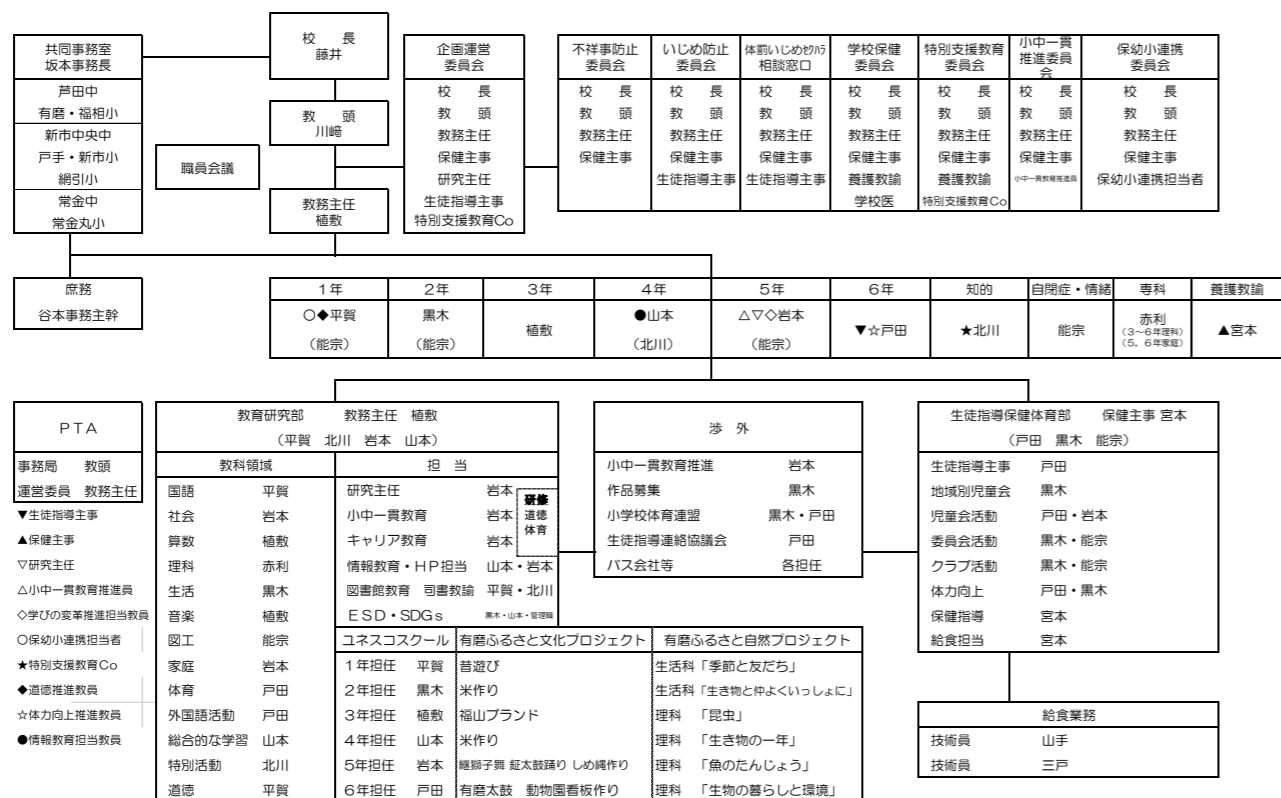 校　長
藤井
共同事務室
坂本事務長
芦田中
有磨・福相小
新市中央中
戸手・新市小
網引小
常金中
常金丸小
教　頭
川﨑
職員会議
教務主任
植敷
企画運営
委員会
校　長
教　頭
教務主任
保健主事
研究主任
生徒指導主事
特別支援教育Co
不祥事防止
委員会
校　長
教　頭
教務主任
保健主事
いじめ防止
委員会
校　長
教　頭
教務主任
保健主事
生徒指導主事
体罰いじめセクハラ
相談窓口
校　長
教　頭
教務主任
保健主事
生徒指導主事
学校保健
委員会
校　長
教　頭
教務主任
保健主事
養護教諭
学校医
特別支援教育
委員会
校　長
教　頭
教務主任
保健主事
養護教諭
特別支援教育Co
小中一貫
推進委員
会
校　長
教　頭
教務主任
保健主事
小中一貫教育推進員
保幼小連携
委員会
校　長
教　頭
教務主任
保健主事
保幼小連携担当者
庶務
谷本事務主幹
1年 2年 3年 4年 5年 6年 知的 自閉症・情緒 専科 養護教諭
○◆平賀
（能宗）
黒木
（能宗）
植敷
●山本
（北川）
△▽◇岩本
（能宗）
▼☆戸田
★北川
能宗
赤利
（3～6年理科）
（5、6年家庭）
▲宮本
ＰＴＡ
事務局　教頭
運営委員　教務主任
▼生徒指導主事
▲保健主事
▽研究主任
△小中一貫教育推進員
◇学びの変革推進担当教員
○保幼小連携担当者
★特別支援教育Co
◆道徳推進教員
☆体力向上推進教員
●情報教育担当教員
教育研究部　教務主任　植敷
（平賀　北川　岩本　山本）
教科領域
国語　平賀
社会　岩本
算数　植敷
理科　赤利
生活　黒木
音楽　植敷
図工　能宗
家庭　岩本
体育　戸田
外国語活動　戸田
総合的な学習　山本
特別活動　北川
道徳　平賀
担　当
研究主任　岩本
小中一貫教育　岩本
キャリア教育　岩本
情報教育・ＨＰ担当　山本・岩本
図書館教育　司書教諭　平賀・北川
ＥＳＤ・ＳＤＧｓ　黒木・山本・管理職
研修
道徳
体育
ユネスコスクール 有磨ふるさと文化プロジェクト 有磨ふるさと自然プロジェクト
1年担任　平賀 昔遊び 生活科「季節と友だち」
2年担任　黒木 米作り 生活科「生き物と仲よくいっしょに」
3年担任　植敷 福山ブランド 理科　「昆虫」
4年担任　山本 米作り 理科　「生き物の一年」
5年担任　岩本 継獅子舞 鉦太鼓踊り しめ縄作り 理科　「魚のたんじょう」
6年担任　戸田 有磨太鼓　動物園看板作り 理科　「生物の暮らしと環境」
渉　外
小中一貫教育推進　岩本
作品募集　黒木
小学校体育連盟　黒木・戸田
生徒指導連絡協議会　戸田
バス会社等　各担任
生徒指導保健体育部　保健主事 宮本
（戸田　黒木　能宗）
生徒指導主事　戸田
地域別児童会　黒木
児童会活動　戸田・岩本
委員会活動　黒木・能宗
クラブ活動　黒木・能宗
体力向上　戸田・黒木
保健指導　宮本
給食担当　宮本
給食業務
技術員　山手
技術員　三戸